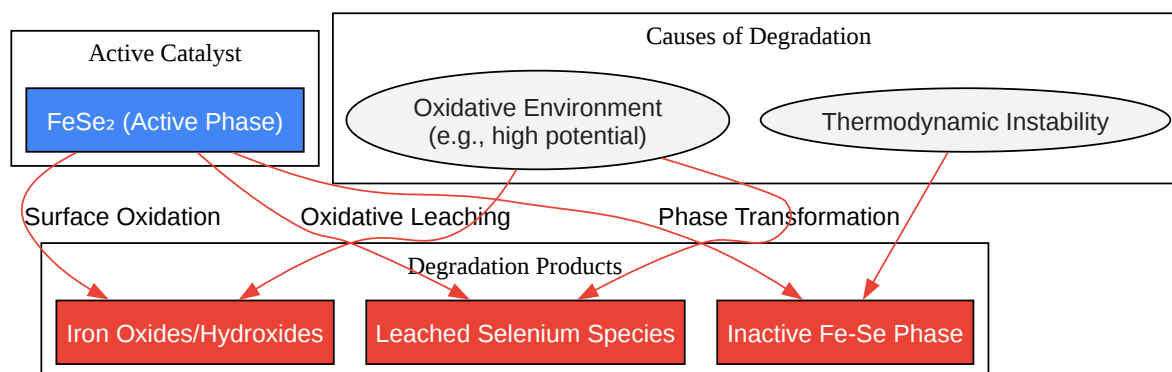 Active Catalyst
FeSe₂ (Active Phase)
Causes of Degradation
Oxidative Environment
(e.g., high potential)
Thermodynamic Instability
Surface Oxidation
Oxidative Leaching
Phase Transformation
Degradation Products
Iron Oxides/Hydroxides
Leached Selenium Species
Inactive Fe-Se Phase